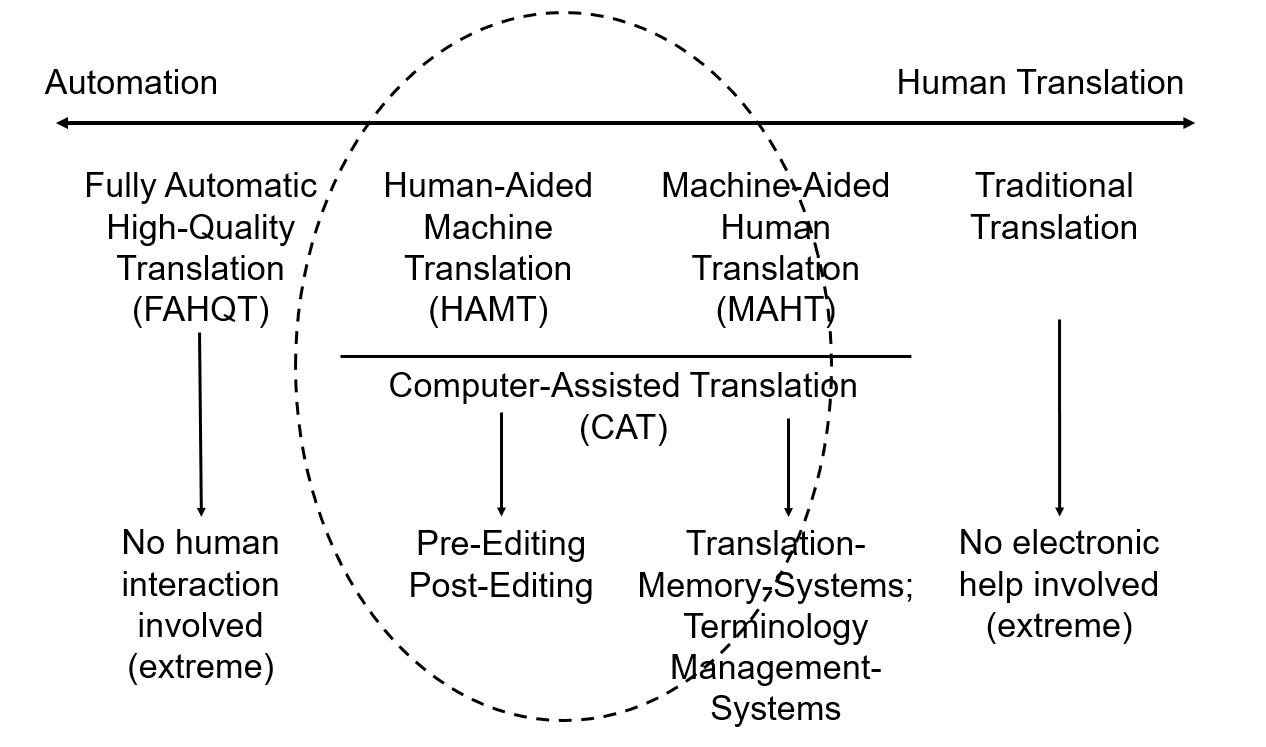 Automation
Human Translation
Fully Automatic
High-Quality
Translation
(FAHQT)
Human-Aided
Machine
Translation
(HAMT)
Machine-Aided
Human
Translation
(MAHT)
Traditional
Translation
Computer-Assisted Translation
(CAT)
No human
interaction
involved
(extreme)
Pre-Editing
Post-Editing
Translation-
Memory-Systems;
Terminology
Management-
Systems
No electronic
help involved
(extreme)